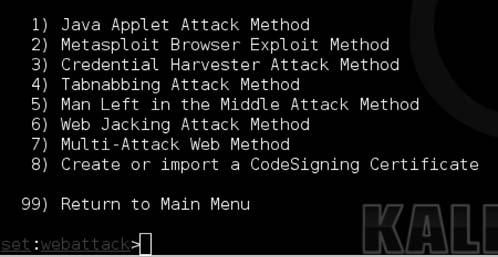 1) Java Applet Attack Method
2) Metasploit Browser Exploit Method
3) Credential Harvester Attack Method
4) Tabnabbing Attack Method
5) Man Left in the Middle Attack Method
6) Web Jacking Attack Method
7) Multi-Attack Web Method
8) Create or import a CodeSigning Certificate
99) Return to Main Menu
set:webattack>
KALI